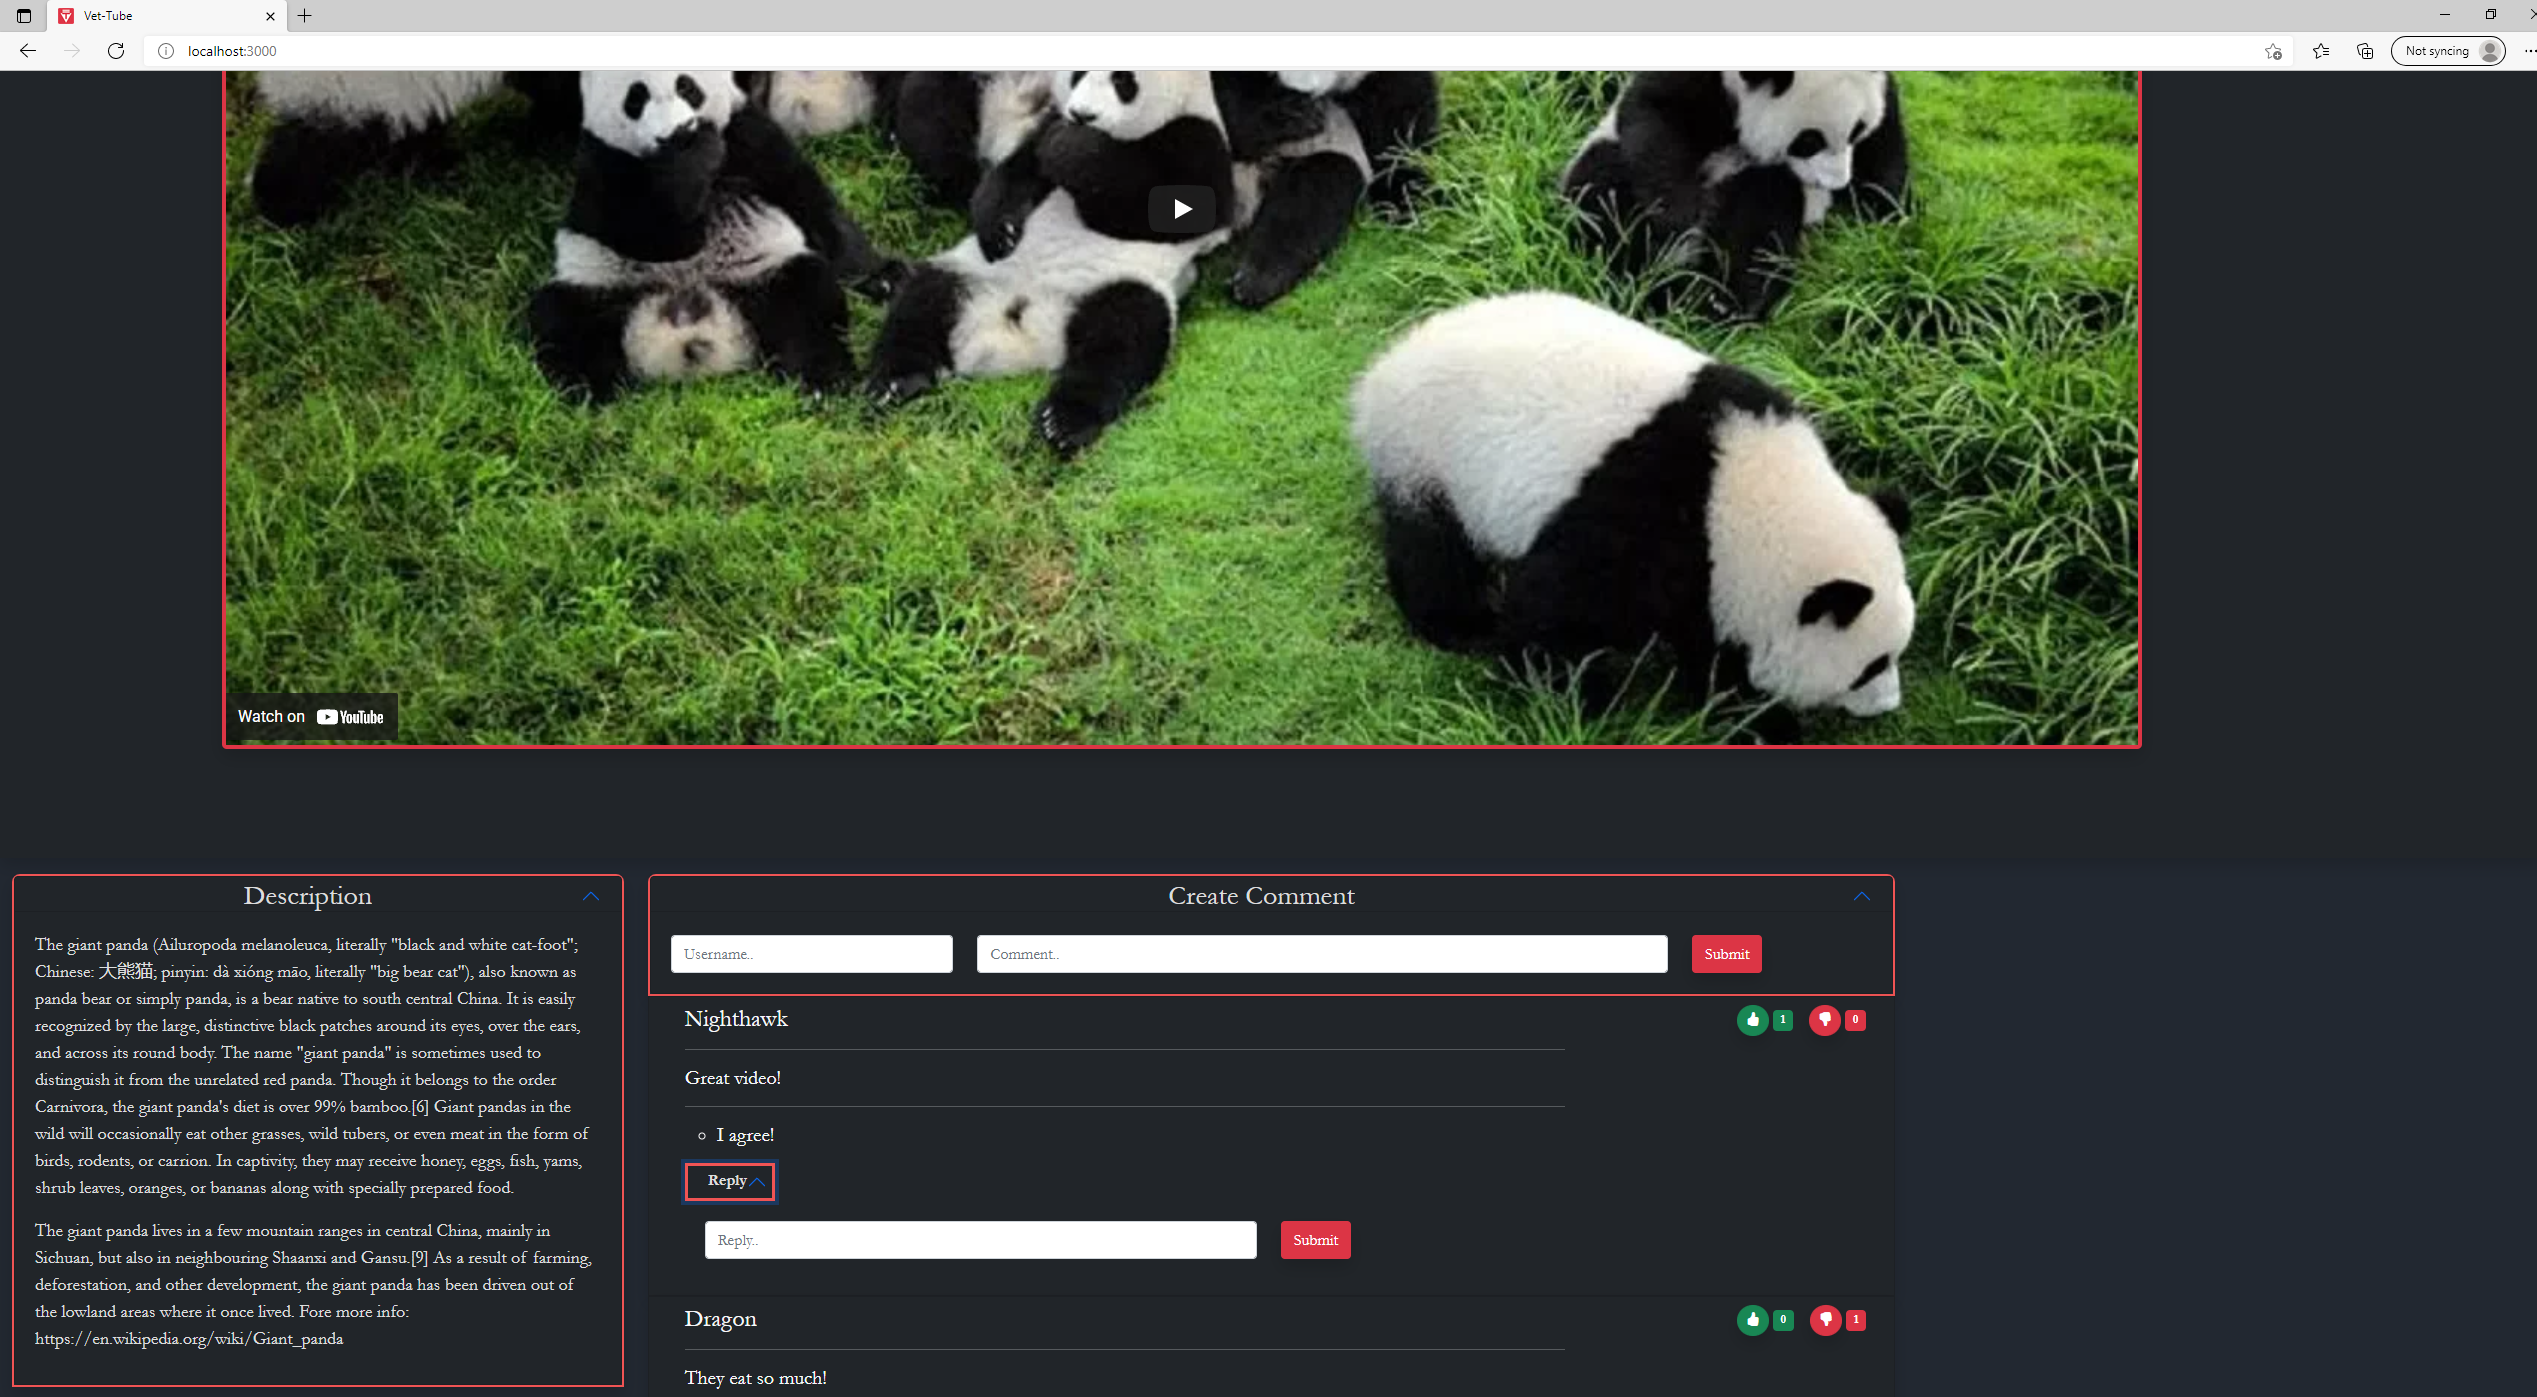 Vet-Tube
localhost:3000
Not syncing
Watch on YouTube
Description
The giant panda (Ailuropoda melanoleuca, literally "black and white cat-foot";
Chinese: 大熊猫; pinyin: dà xióng māo, literally "big bear cat"), also known as
panda bear or simply panda, is a bear native to south central China. It is easily
recognized by the large, distinctive black patches around its eyes, over the ears,
and across its round body. The name "giant panda" is sometimes used to
distinguish it from the unrelated red panda. Though it belongs to the order
Carnivora, the giant panda's diet is over 99% bamboo.[6] Giant pandas in the
wild will occasionally eat other grasses, wild tubers, or even meat in the form of
birds, rodents, or carrion. In captivity, they may receive honey, eggs, fish, yams,
shrub leaves, oranges, or bananas along with specially prepared food.
The giant panda lives in a few mountain ranges in central China, mainly in
Sichuan, but also in neighbouring Shaanxi and Gansu.[9] As a result of farming,
deforestation, and other development, the giant panda has been driven out of
the lowland areas where it once lived. Fore more info:
https://en.wikipedia.org/wiki/Giant_panda
Create Comment
Username.. Comment.. Submit
Nighthawk 1 0
Great video!
I agree!
Reply
Reply.. Submit
Dragon 0 1
They eat so much!